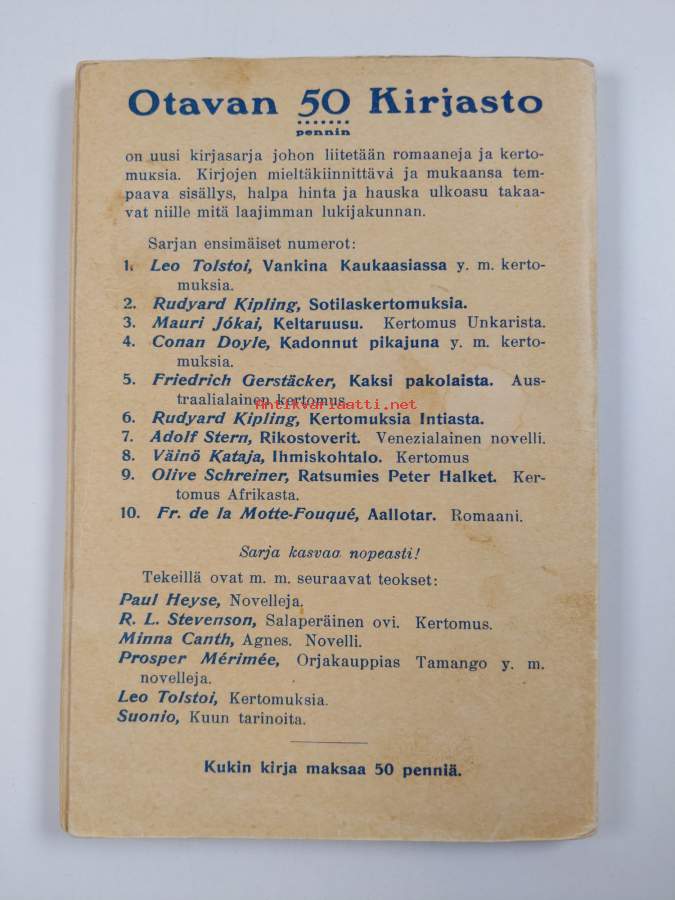 Otavan 50 Kirjasto
pennin
on uusi kirjasarja johon liitetään romaaneja ja kerto-
muksia. Kirjojen mieltäkiinnittävä ja mukaansa tem-
paava sisällys, halpa hinta ja hauska ulkoasu takaa-
vat niille mitä laajimman lukijakunnan.
Sarjan ensimäiset numerot:
1. Leo Tolstoi, Vankina Kaukaasiassa y. m. kerto-
muksia.
2. Rudyard Kipling, Sotilaskertomuksia.
3. Mauri Jókai, Keltaruusu. Kertomus Unkarista.
4. Conan Doyle, Kadonnut pikajuna y. m. kerto-
muksia.
5. Friedrich Gerstäcker, Kaksi pakolaista. Aus-
traalialainen kertomus.
Antikvariaatti.net
6. Rudyard Kipling, Kertomuksia Intiasta.
7. Adolf Stern, Rikostoverit. Venezialainen novelli.
8. Väinö Kataja, Ihmiskohtalo. Kertomus
9. Olive Schreiner, Ratsumies Peter Halket. Ker-
tomus Afrikasta.
10. Fr. de la Motte-Fouqué, Aallotar. Romaani.
Sarja kasvaa nopeasti!
Tekeillä ovat m. m. seuraavat teokset:
Paul Heyse, Novelleja.
R. L. Stevenson, Salaperäinen ovi. Kertomus.
Minna Canth, Agnes. Novelli.
Prosper Mérimée, Orjakauppias Tamango y. m.
novelleja.
Leo Tolstoi, Kertomuksia.
Suonio, Kuun tarinoita.
Kukin kirja maksaa 50 penniä.